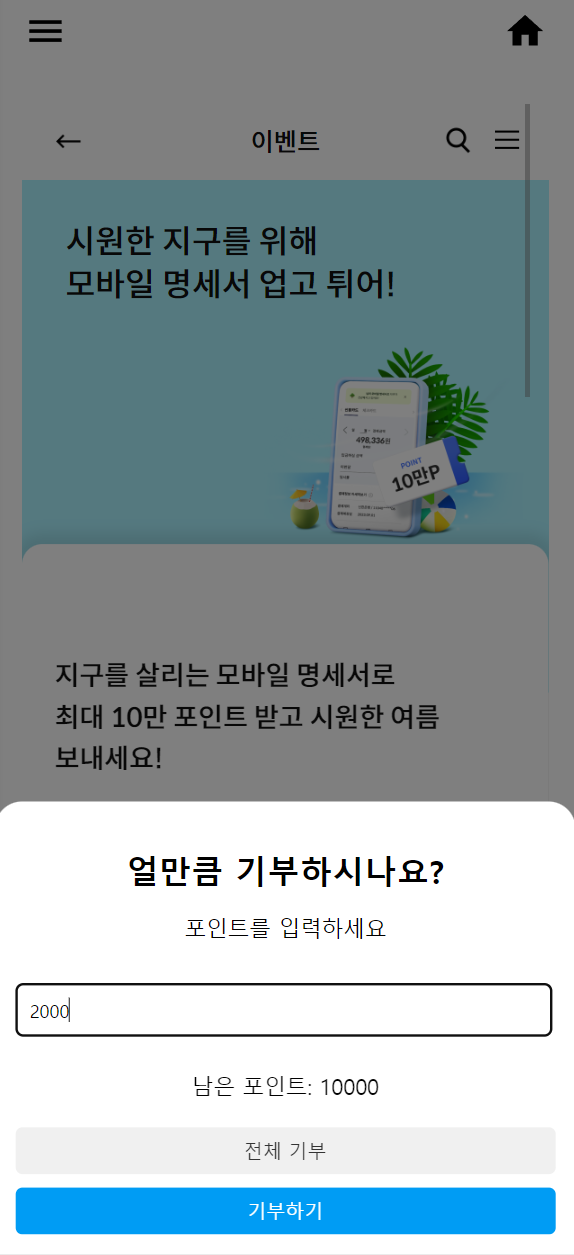 이벤트
시원한 지구를 위해
모바일 명세서 업고 튀어!
498,336원
POINT
10만P
지구를 살리는 모바일 명세서로
최대 10만 포인트 받고 시원한 여름
보내세요!
얼만큼 기부하시나요?
포인트를 입력하세요
2000
남은 포인트: 10000
전체 기부
기부하기